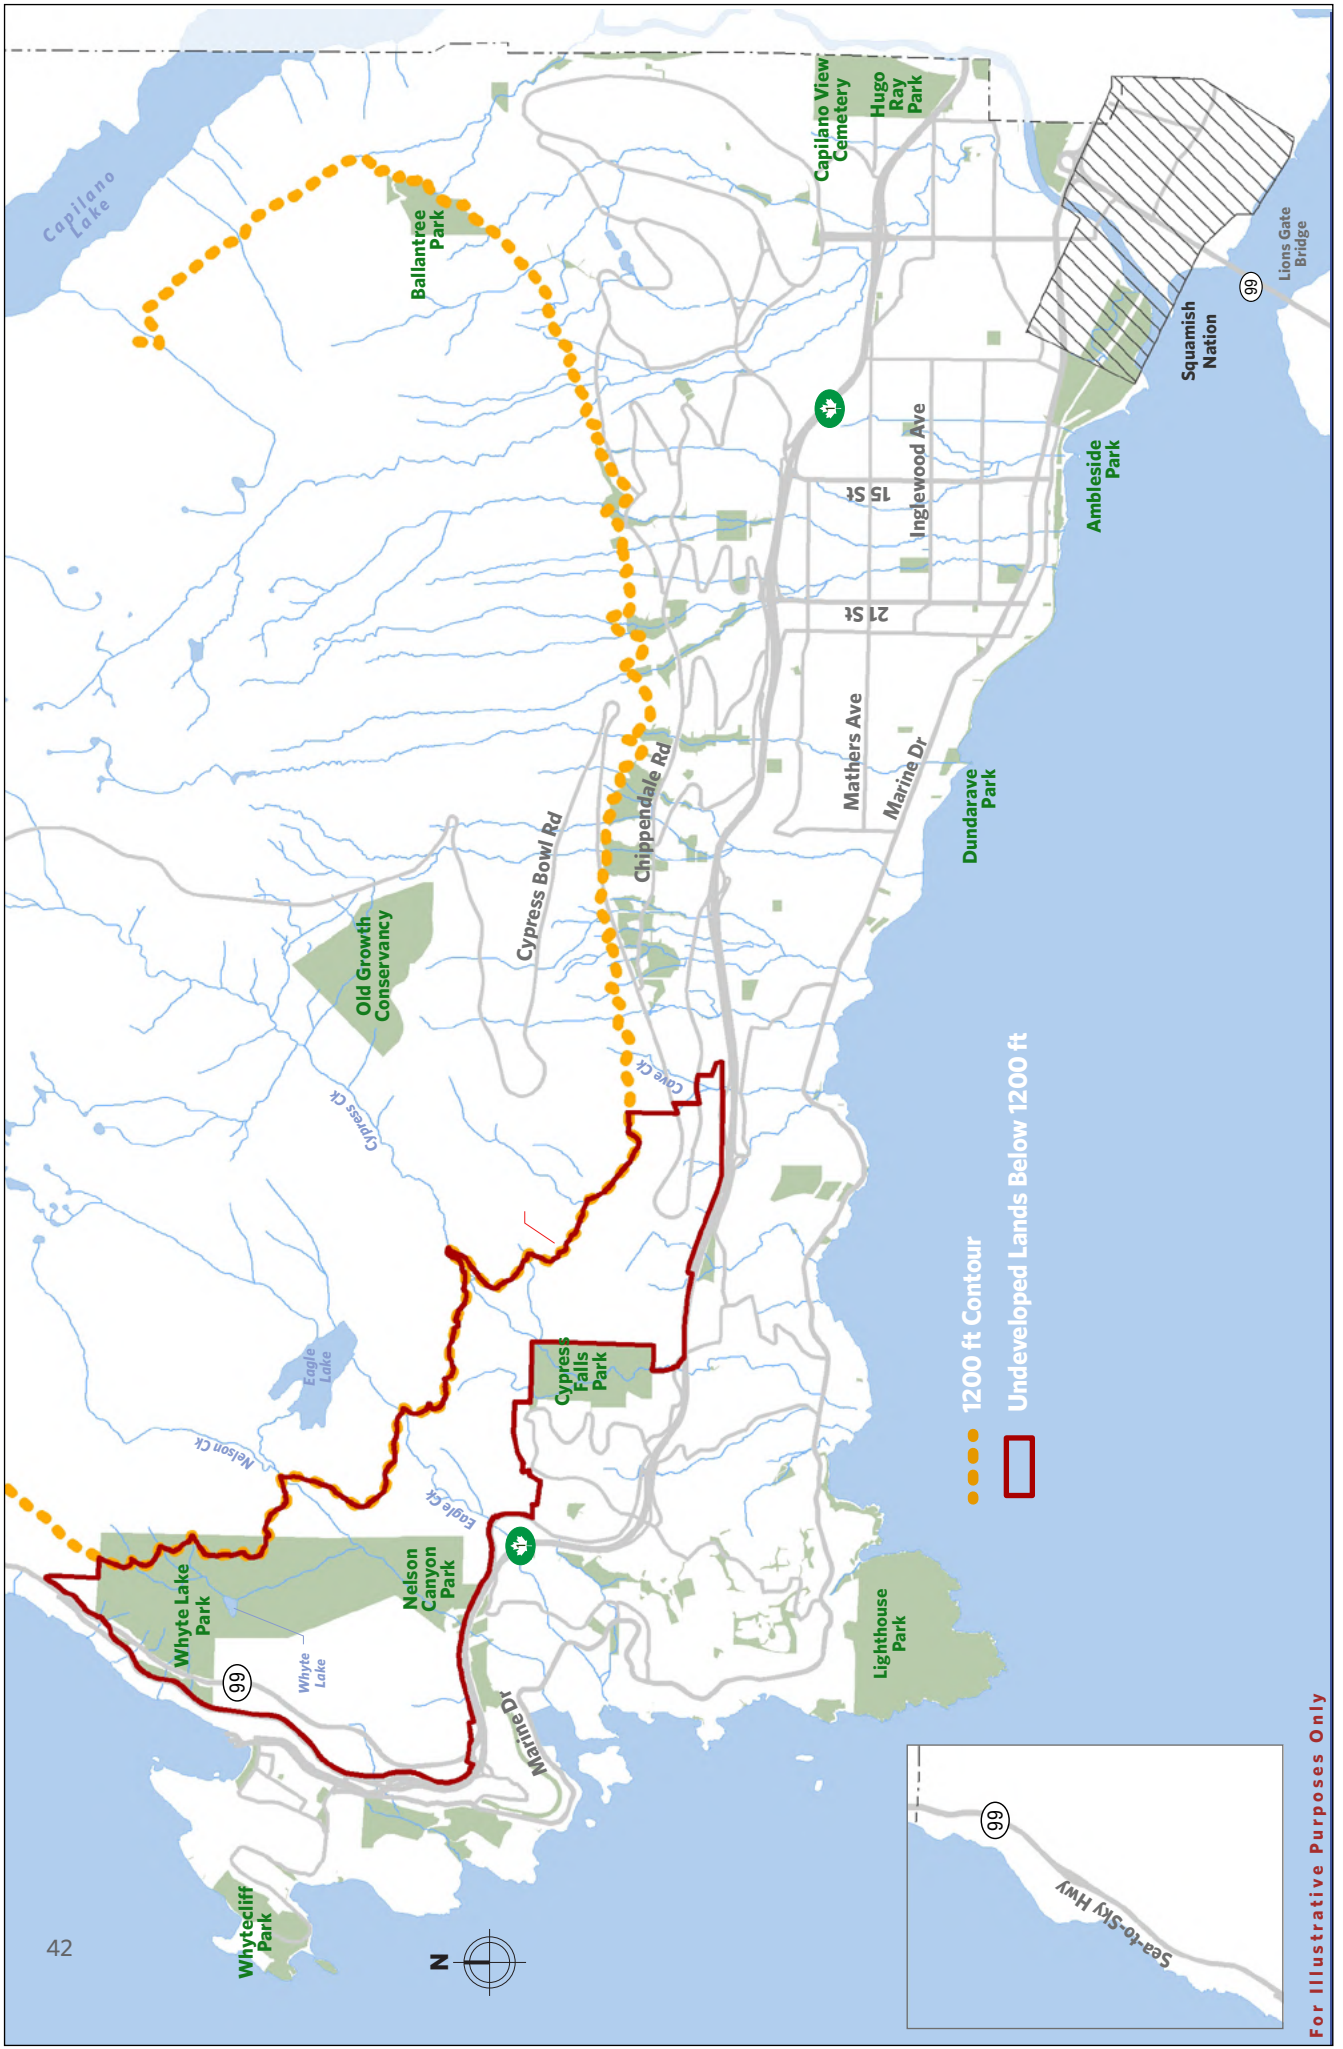 42
Capilano
Lake
Ballantree
Park
Capilano View
Cemetery
Hugo
Ray
Park
Lions Gate
Bridge
99
Squamish
Nation
1
Ambleside
Park
15 St
Inglewood Ave
21 St
Mathers Ave
Marine Dr
Dundarave
Park
Chippendale Rd
Cypress Bowl Rd
Old Growth
Conservancy
Cave Ck
Cypress Ck
Eagle
Lake
Cypress
Falls
Park
Nelson Ck
Eagle Ck
1
Nelson
Canyon
Park
Whyte Lake
Park
Whyte
Lake
99
Marine Dr
Lighthouse
Park
Whytecliff
Park
N
1200 ft Contour
Undeveloped Lands Below 1200 ft
99
Sea-to-Sky Hwy
For Illustrative Purposes Only